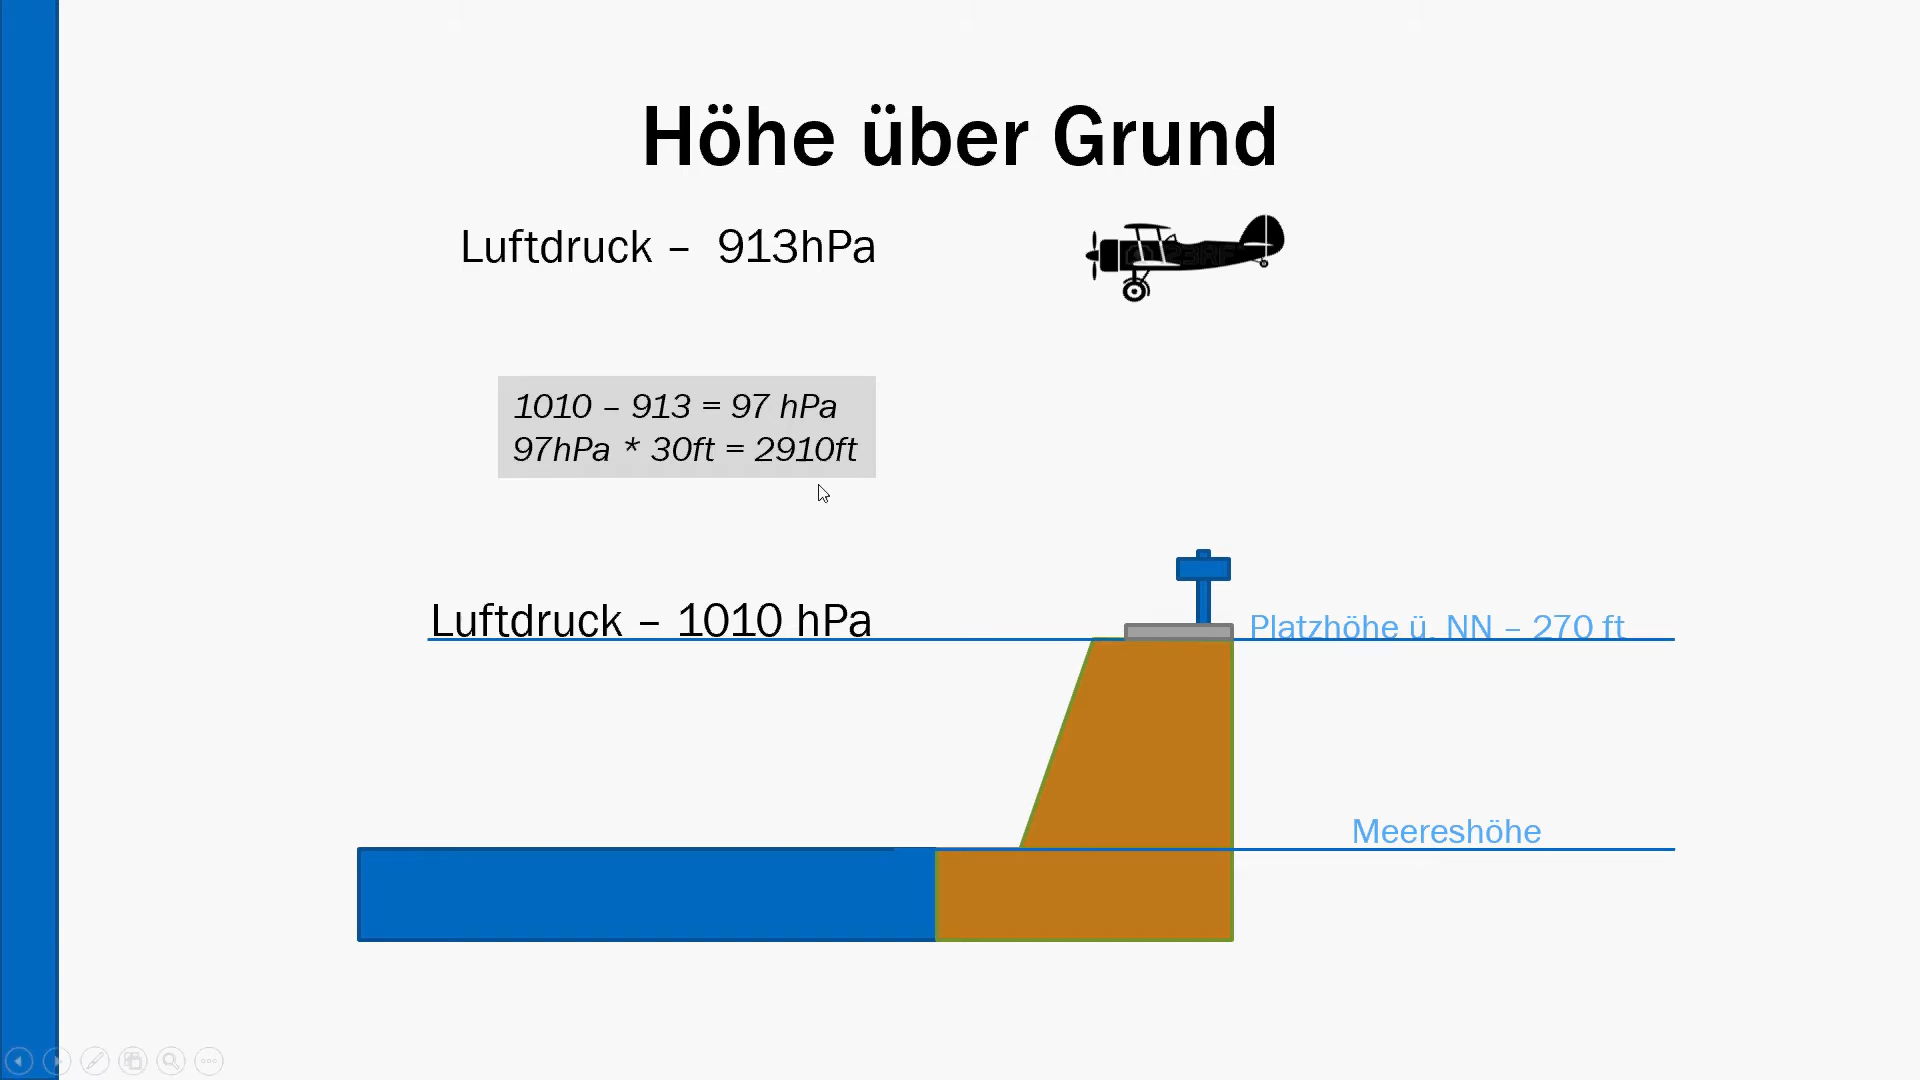 Höhe über Grund
Luftdruck – 913hPa
1010 – 913 = 97 hPa
97hPa * 30ft = 2910ft
Luftdruck – 1010 hPa
Platzhöhe ü. NN – 270 ft
Meereshöhe